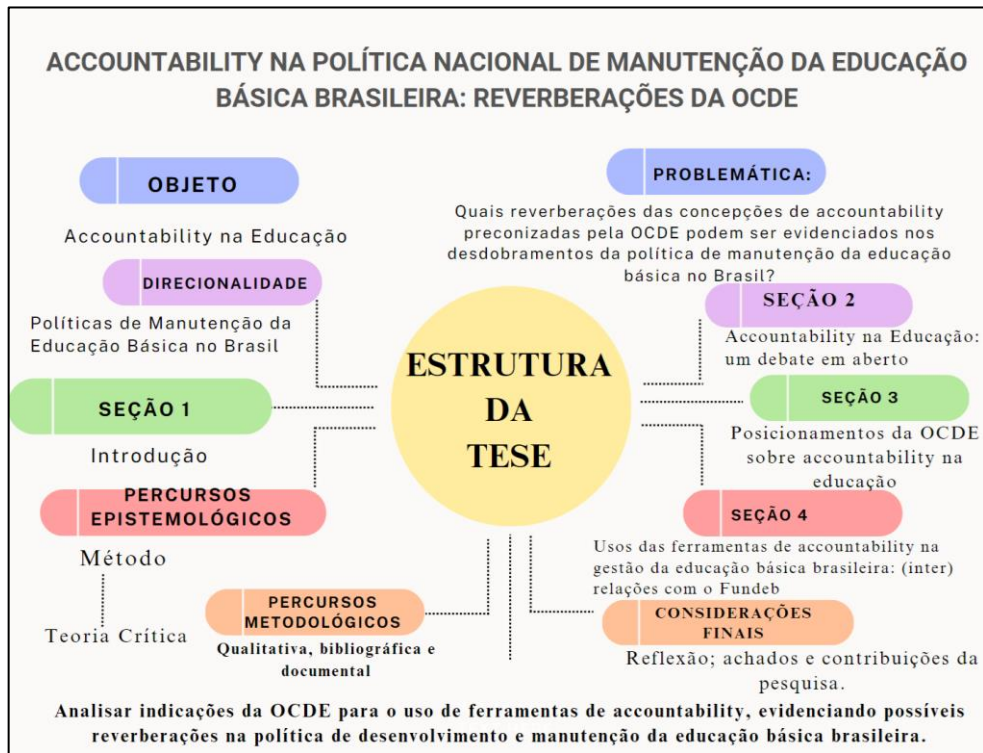 ACCOUNTABILITY NA POLÍTICA NACIONAL DE MANUTENÇÃO DA EDUCAÇÃO
BÁSICA BRASILEIRA: REVERBERAÇÕES DA OCDE
OBJETO
Accountability na Educação
DIRECIONALIDADE
Políticas de Manutenção da
Educação Básica no Brasil
SEÇÃO 1
Introdução
PERCURSOS
EPISTEMOLÓGICOS
Método
Teoria Crítica
PERCURSOS
METODOLÓGICOS
Qualitativa, bibliográfica e
documental
ESTRUTURA
DA
TESE
PROBLEMÁTICA:
Quais reverberações das concepções de accountability
preconizadas pela OCDE podem ser evidenciados nos
desdobramentos da política de manutenção da educação
básica no Brasil?
SEÇÃO 2
Accountability na Educação:
um debate em aberto
SEÇÃO 3
Posicionamentos da OCDE
sobre accountability na
educação
SEÇÃO 4
Usos das ferramentas de accountability na
gestão da educação básica brasileira: (inter)
relações com o Fundeb
CONSIDERAÇÕES
FINAIS
Reflexão; achados e contribuições da
pesquisa.
Analisar indicações da OCDE para o uso de ferramentas de accountability, evidenciando possíveis
reverberações na política de desenvolvimento e manutenção da educação básica brasileira.